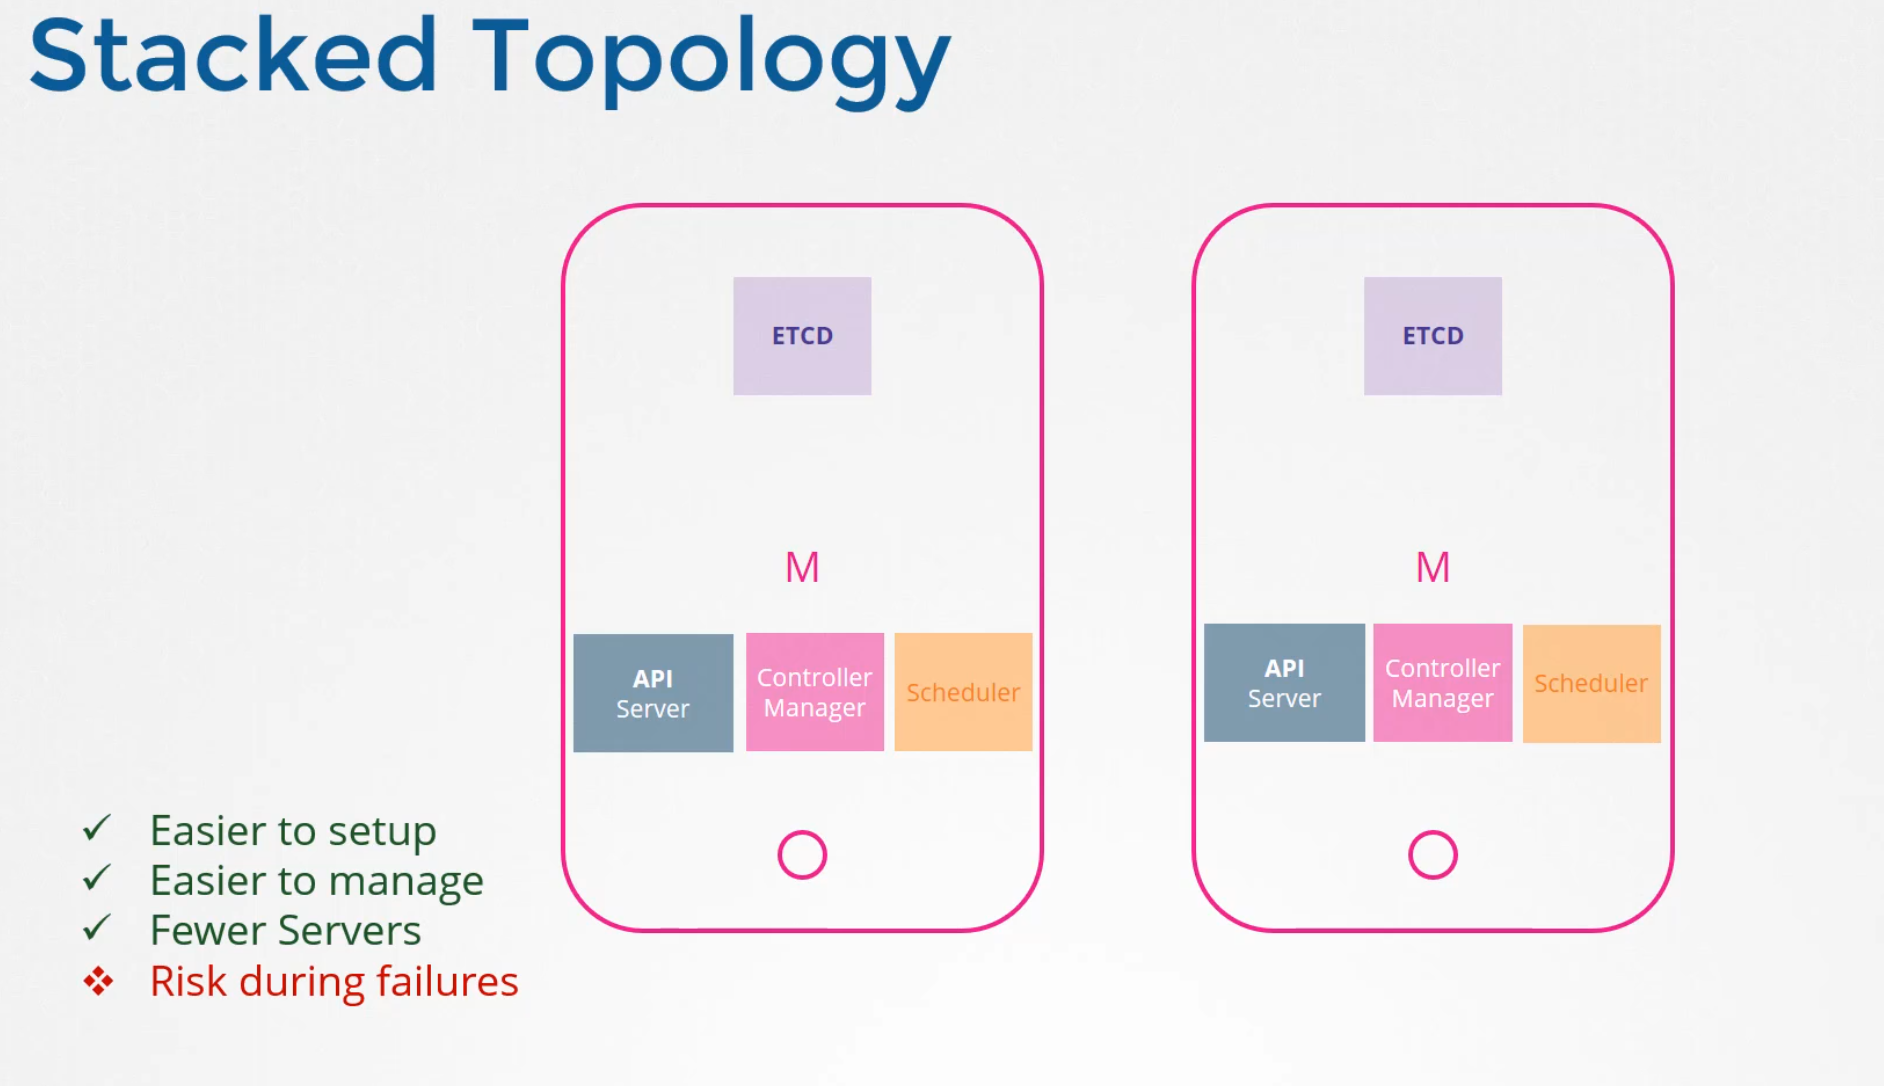 Stacked Topology
ETCD
ETCD
M
M
API
Server
Controller
Manager
Scheduler
API
Server
Controller
Manager
Scheduler
✓ Easier to setup
✓ Easier to manage
✓ Fewer Servers
❖ Risk during failures